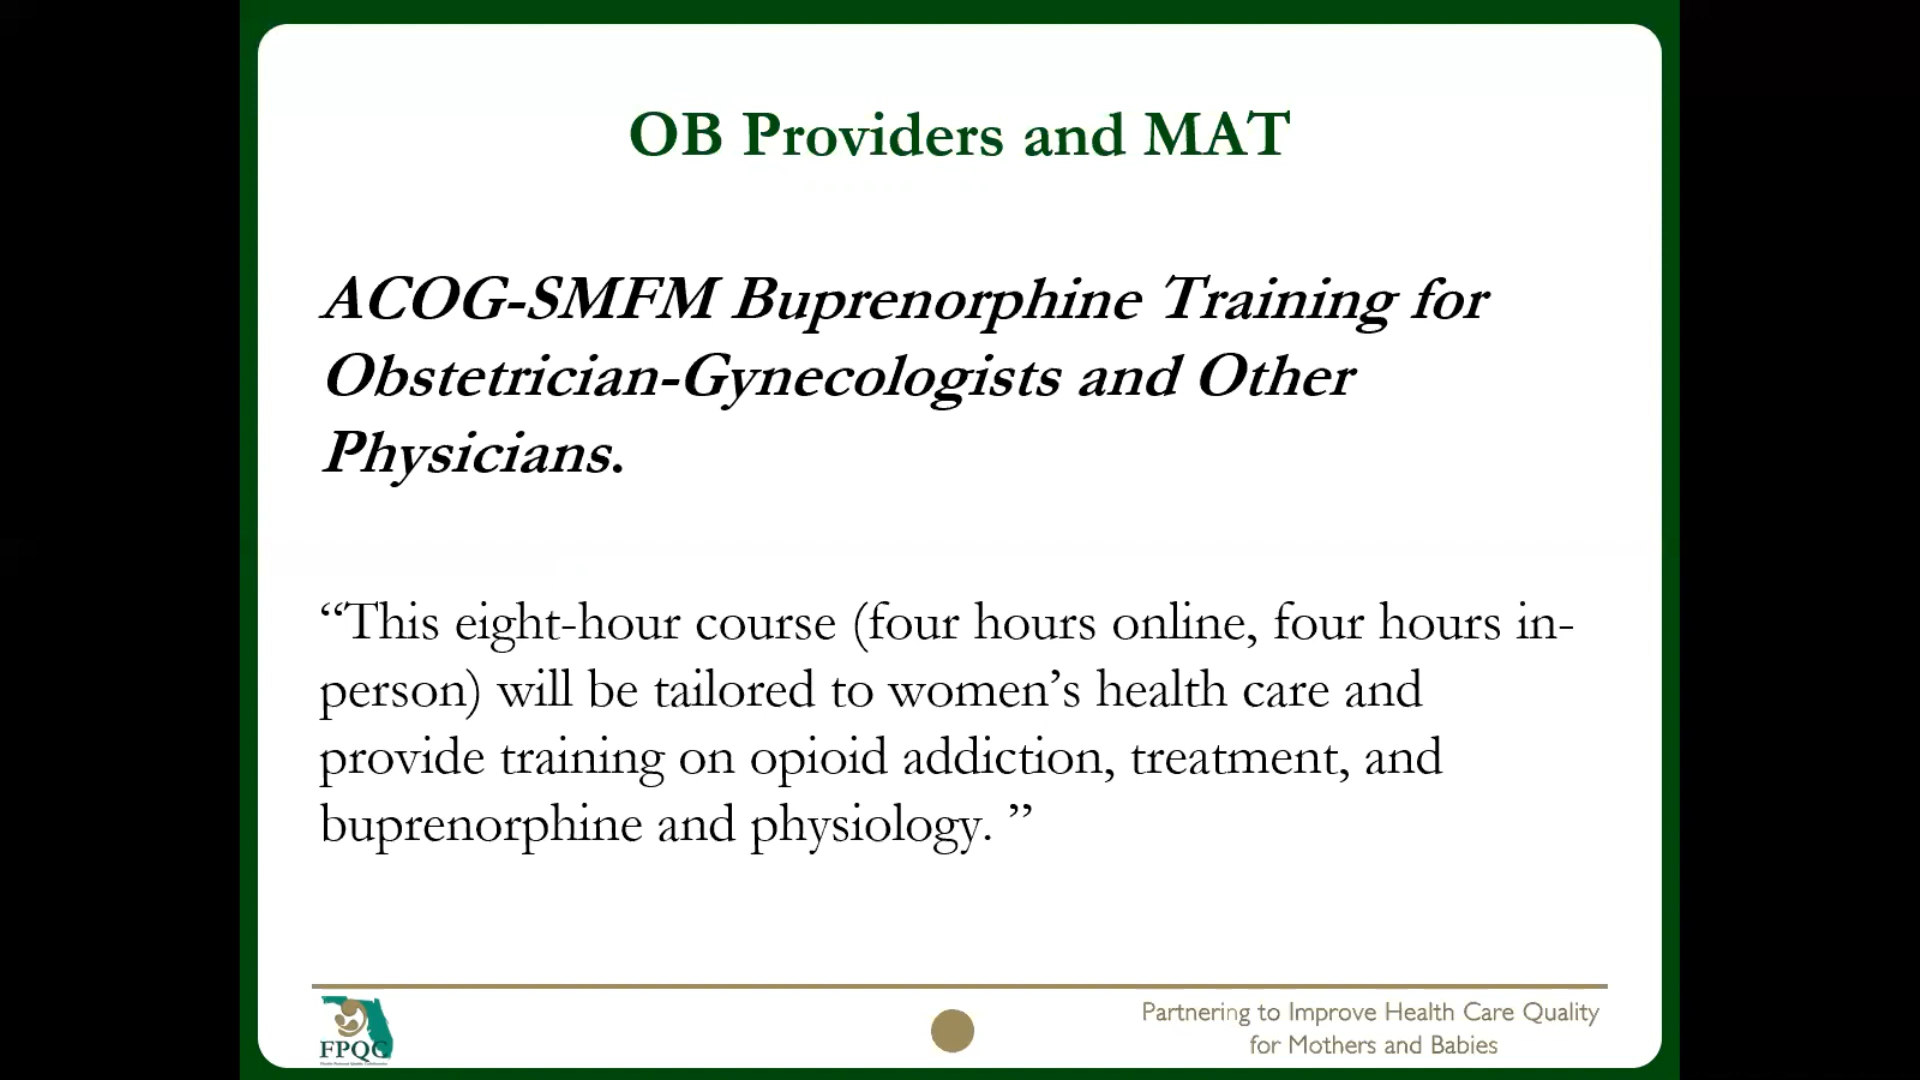 OB Providers and MAT
ACOG-SMFM Buprenorphine Training for
Obstetrician-Gynecologists and Other
Physicians.
“This eight-hour course (four hours online, four hours in-
person) will be tailored to women’s health care and
provide training on opioid addiction, treatment, and
buprenorphine and physiology. ”
FPQC
Partnering to Improve Health Care Quality
for Mothers and Babies